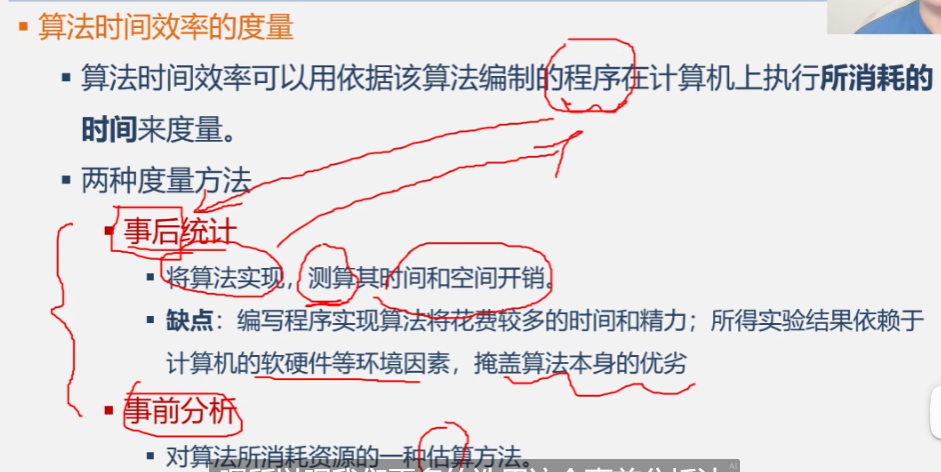 算法时间效率的度量
算法时间效率可以用依据该算法编制的程序在计算机上执行所消耗的
时间来度量。
两种度量方法
事后统计
将算法实现，测算其时间和空间开销。
缺点：编写程序实现算法将花费较多的时间和精力；所得实验结果依赖于
计算机的软硬件等环境因素，掩盖算法本身的优劣
事前分析
对算法所消耗资源的一种估算方法。